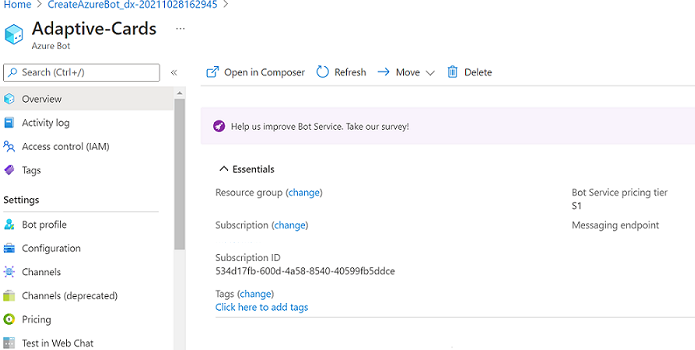 Home > CreateAzureBot_dx-20211028162945 >
Adaptive-Cards ...
Azure Bot
Search (Ctrl+/) «
Open in Composer Refresh Move Delete
Overview
Activity log
Access control (IAM)
Tags
Settings
Bot profile
Configuration
Channels
Channels (deprecated)
Pricing
Test in Web Chat
Help us improve Bot Service. Take our survey!
Essentials
Resource group (change)
Subscription (change)
Subscription ID
534d17fb-600d-4a58-8540-40599fb5ddce
Tags (change)
Click here to add tags
Bot Service pricing tier
S1
Messaging endpoint